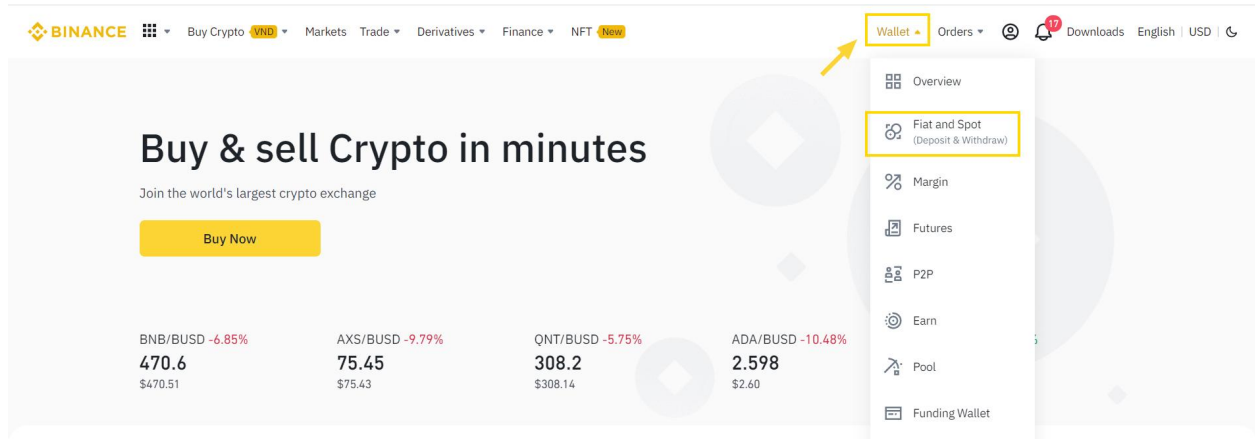 BINANCE Buy Crypto VND Markets Trade Derivatives Finance NFT New Wallet Orders 17 Downloads English | USD
Overview
Fiat and Spot
(Deposit & Withdraw)
Buy & sell Crypto in minutes
Join the world's largest crypto exchange
Buy Now
Margin
Futures
P2P
Earn
Pool
Funding Wallet
BNB/BUSD -6.85% AXS/BUSD -9.79% QNT/BUSD -5.75% ADA/BUSD -10.48%
470.6 75.45 308.2 2.598
$470.51 $75.43 $308.14 $2.60